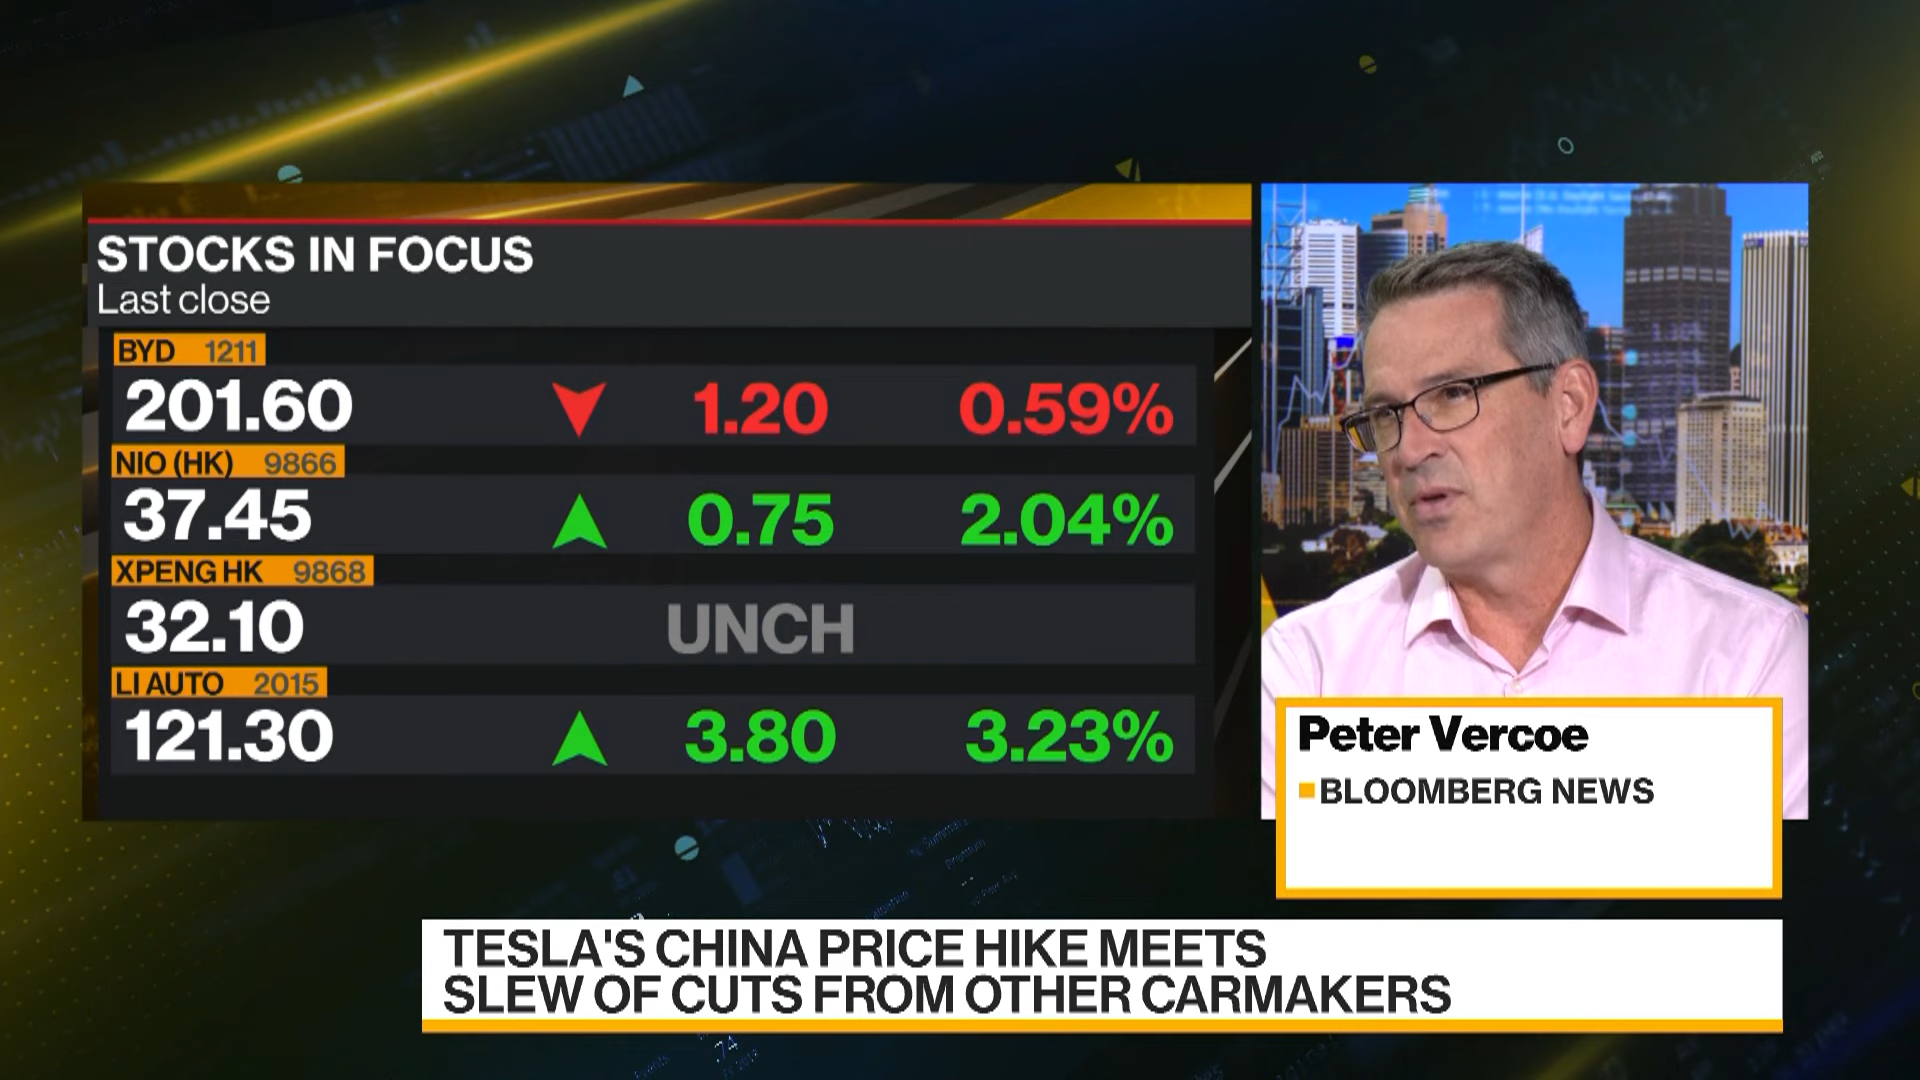 STOCKS IN FOCUS
Last close
BYD 1211
201.60 1.20 0.59%
NIO (HK) 9866
37.45 0.75 2.04%
XPENG HK 9868
32.10 UNCH
LI AUTO 2015
121.30 3.80 3.23%
Peter Vercoe
BLOOMBERG NEWS
TESLA'S CHINA PRICE HIKE MEETS
SLEW OF CUTS FROM OTHER CARMAKERS
74